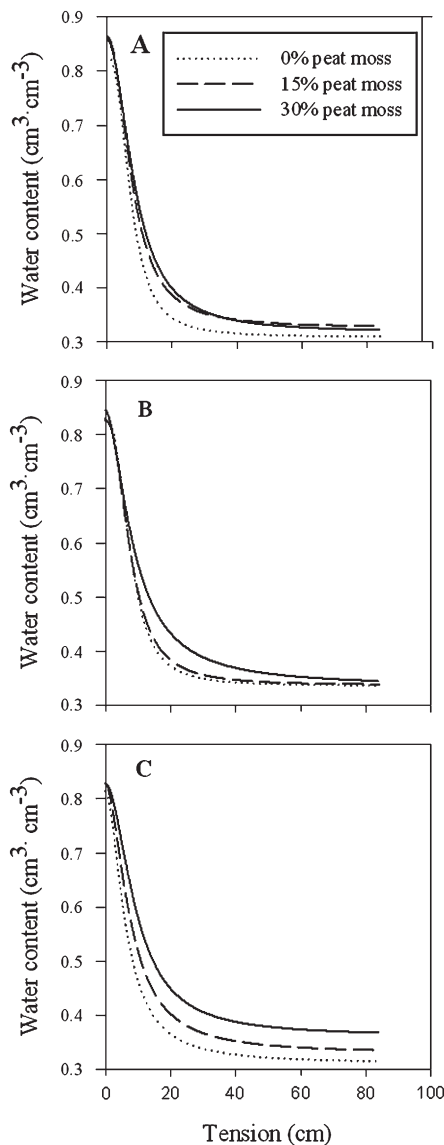 0.9
0.8
0.7
0.6
0.5
0.4
0.3
Water content (cm3·cm-3)
A
0% peat moss
15% peat moss
30% peat moss
0.9
0.8
0.7
0.6
0.5
0.4
0.3
Water content (cm3·cm-3)
B
0.9
0.8
0.7
0.6
0.5
0.4
0.3
Water content (cm3· cm-3)
C
0 20 40 60 80 100
Tension (cm)